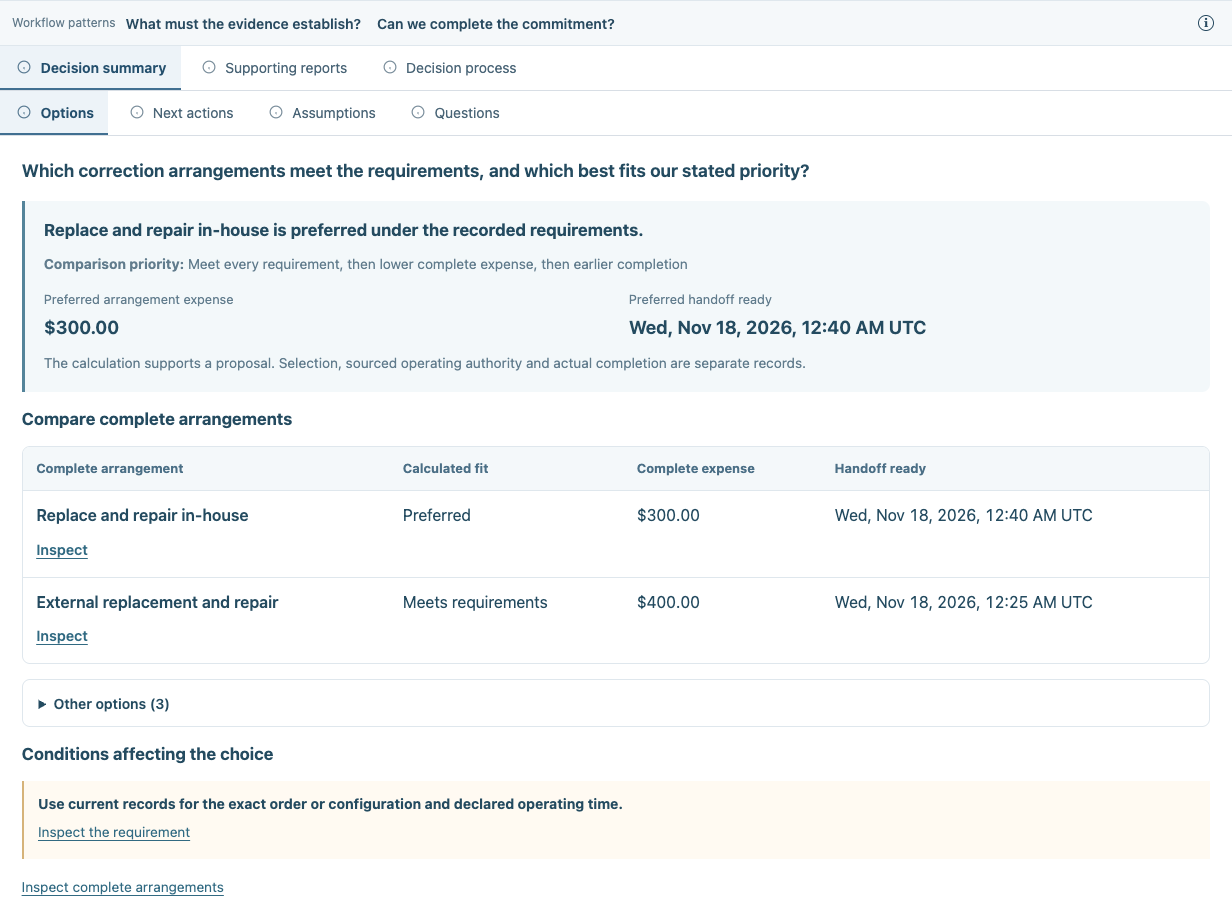 Workflow patterns What must the evidence establish? Can we complete the commitment?
Decision summary Supporting reports Decision process
Options Next actions Assumptions Questions
Which correction arrangements meet the requirements, and which best fits our stated priority?
Replace and repair in-house is preferred under the recorded requirements.
Comparison priority: Meet every requirement, then lower complete expense, then earlier completion
Preferred arrangement expense Preferred handoff ready
$300.00 Wed, Nov 18, 2026, 12:40 AM UTC
The calculation supports a proposal. Selection, sourced operating authority and actual completion are separate records.
Compare complete arrangements
Complete arrangement Calculated fit Complete expense Handoff ready
Replace and repair in-house Preferred $300.00 Wed, Nov 18, 2026, 12:40 AM UTC
Inspect
External replacement and repair Meets requirements $400.00 Wed, Nov 18, 2026, 12:25 AM UTC
Inspect
Other options (3)
Conditions affecting the choice
Use current records for the exact order or configuration and declared operating time.
Inspect the requirement
Inspect complete arrangements